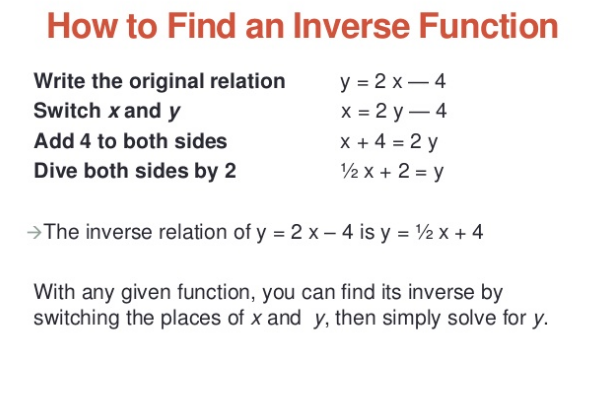 How to Find an Inverse Function
Write the original relation y = 2 x — 4
Switch x and y x = 2 y — 4
Add 4 to both sides x + 4 = 2 y
Dive both sides by 2 ½ x + 2 = y
→The inverse relation of y = 2 x – 4 is y = ½ x + 4
With any given function, you can find its inverse by
switching the places of x and y, then simply solve for y.